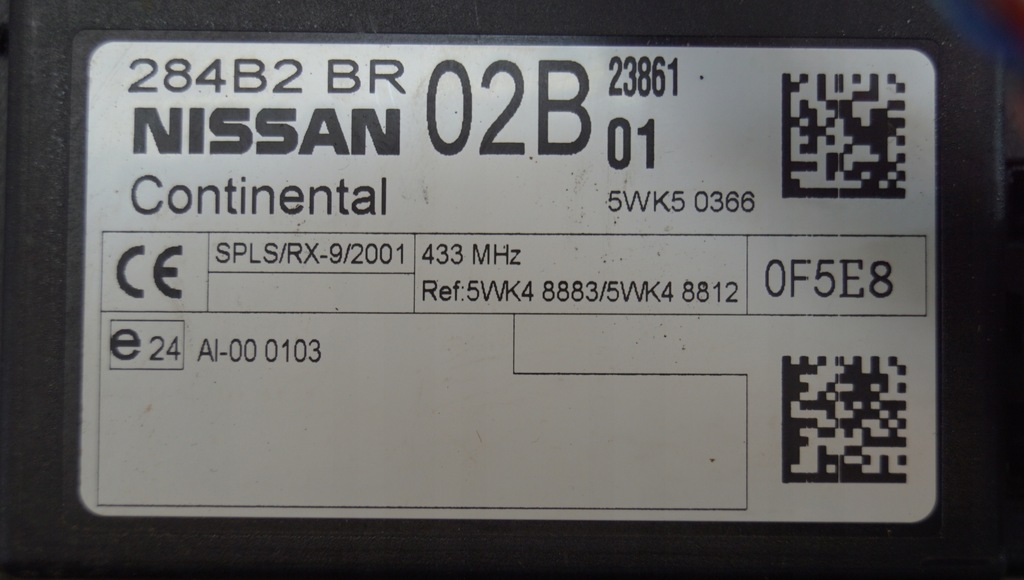 284B2 BR 02B 23861
NISSAN 01
Continental 5WK5 0366
CE SPLS/RX-9/2001 433 MHz 0F5E8
Ref:5WK4 8883/5WK4 8812
e 24 AI-00 0103